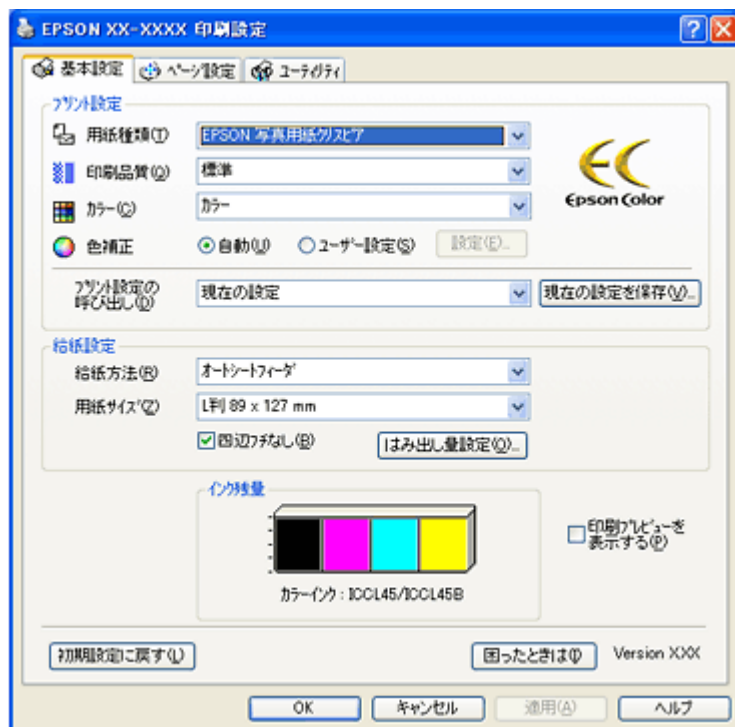 EPSON XX-XXXX 印刷設定
基本設定
ページ設定
ユーティリティ
プリント設定
用紙種類(T)
EPSON 写真用紙クリスピア
印刷品質(Q)
標準
カラー(C)
カラー
Epson Color
色補正
自動(U)
ユーザー設定(S)
設定(E)...
プリント設定の
呼び出し(D)
現在の設定
現在の設定を保存(V)...
給紙設定
給紙方法(R)
オートシートフィーダ
用紙サイズ(Z)
L判 89 x 127 mm
四辺フチなし(B)
はみ出し量設定(O)...
インク残量
カラーインク : ICCL45/ICCL45B
印刷プレビューを
表示する(P)
初期設定に戻す(L)
困ったときは(I)
Version X.XX
OK
キャンセル
適用(A)
ヘルプ